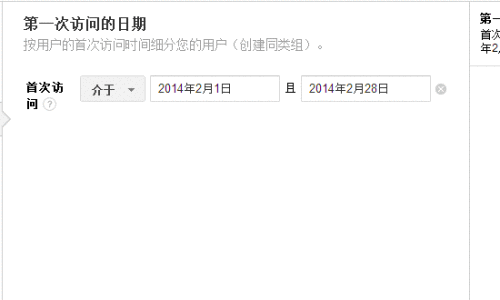 第一次访问的日期
按用户的首次访问时间细分您的用户（创建同类组）。
首次访
问 ?
介于
2014年2月1日
且
2014年2月28日
第一
首次
年2